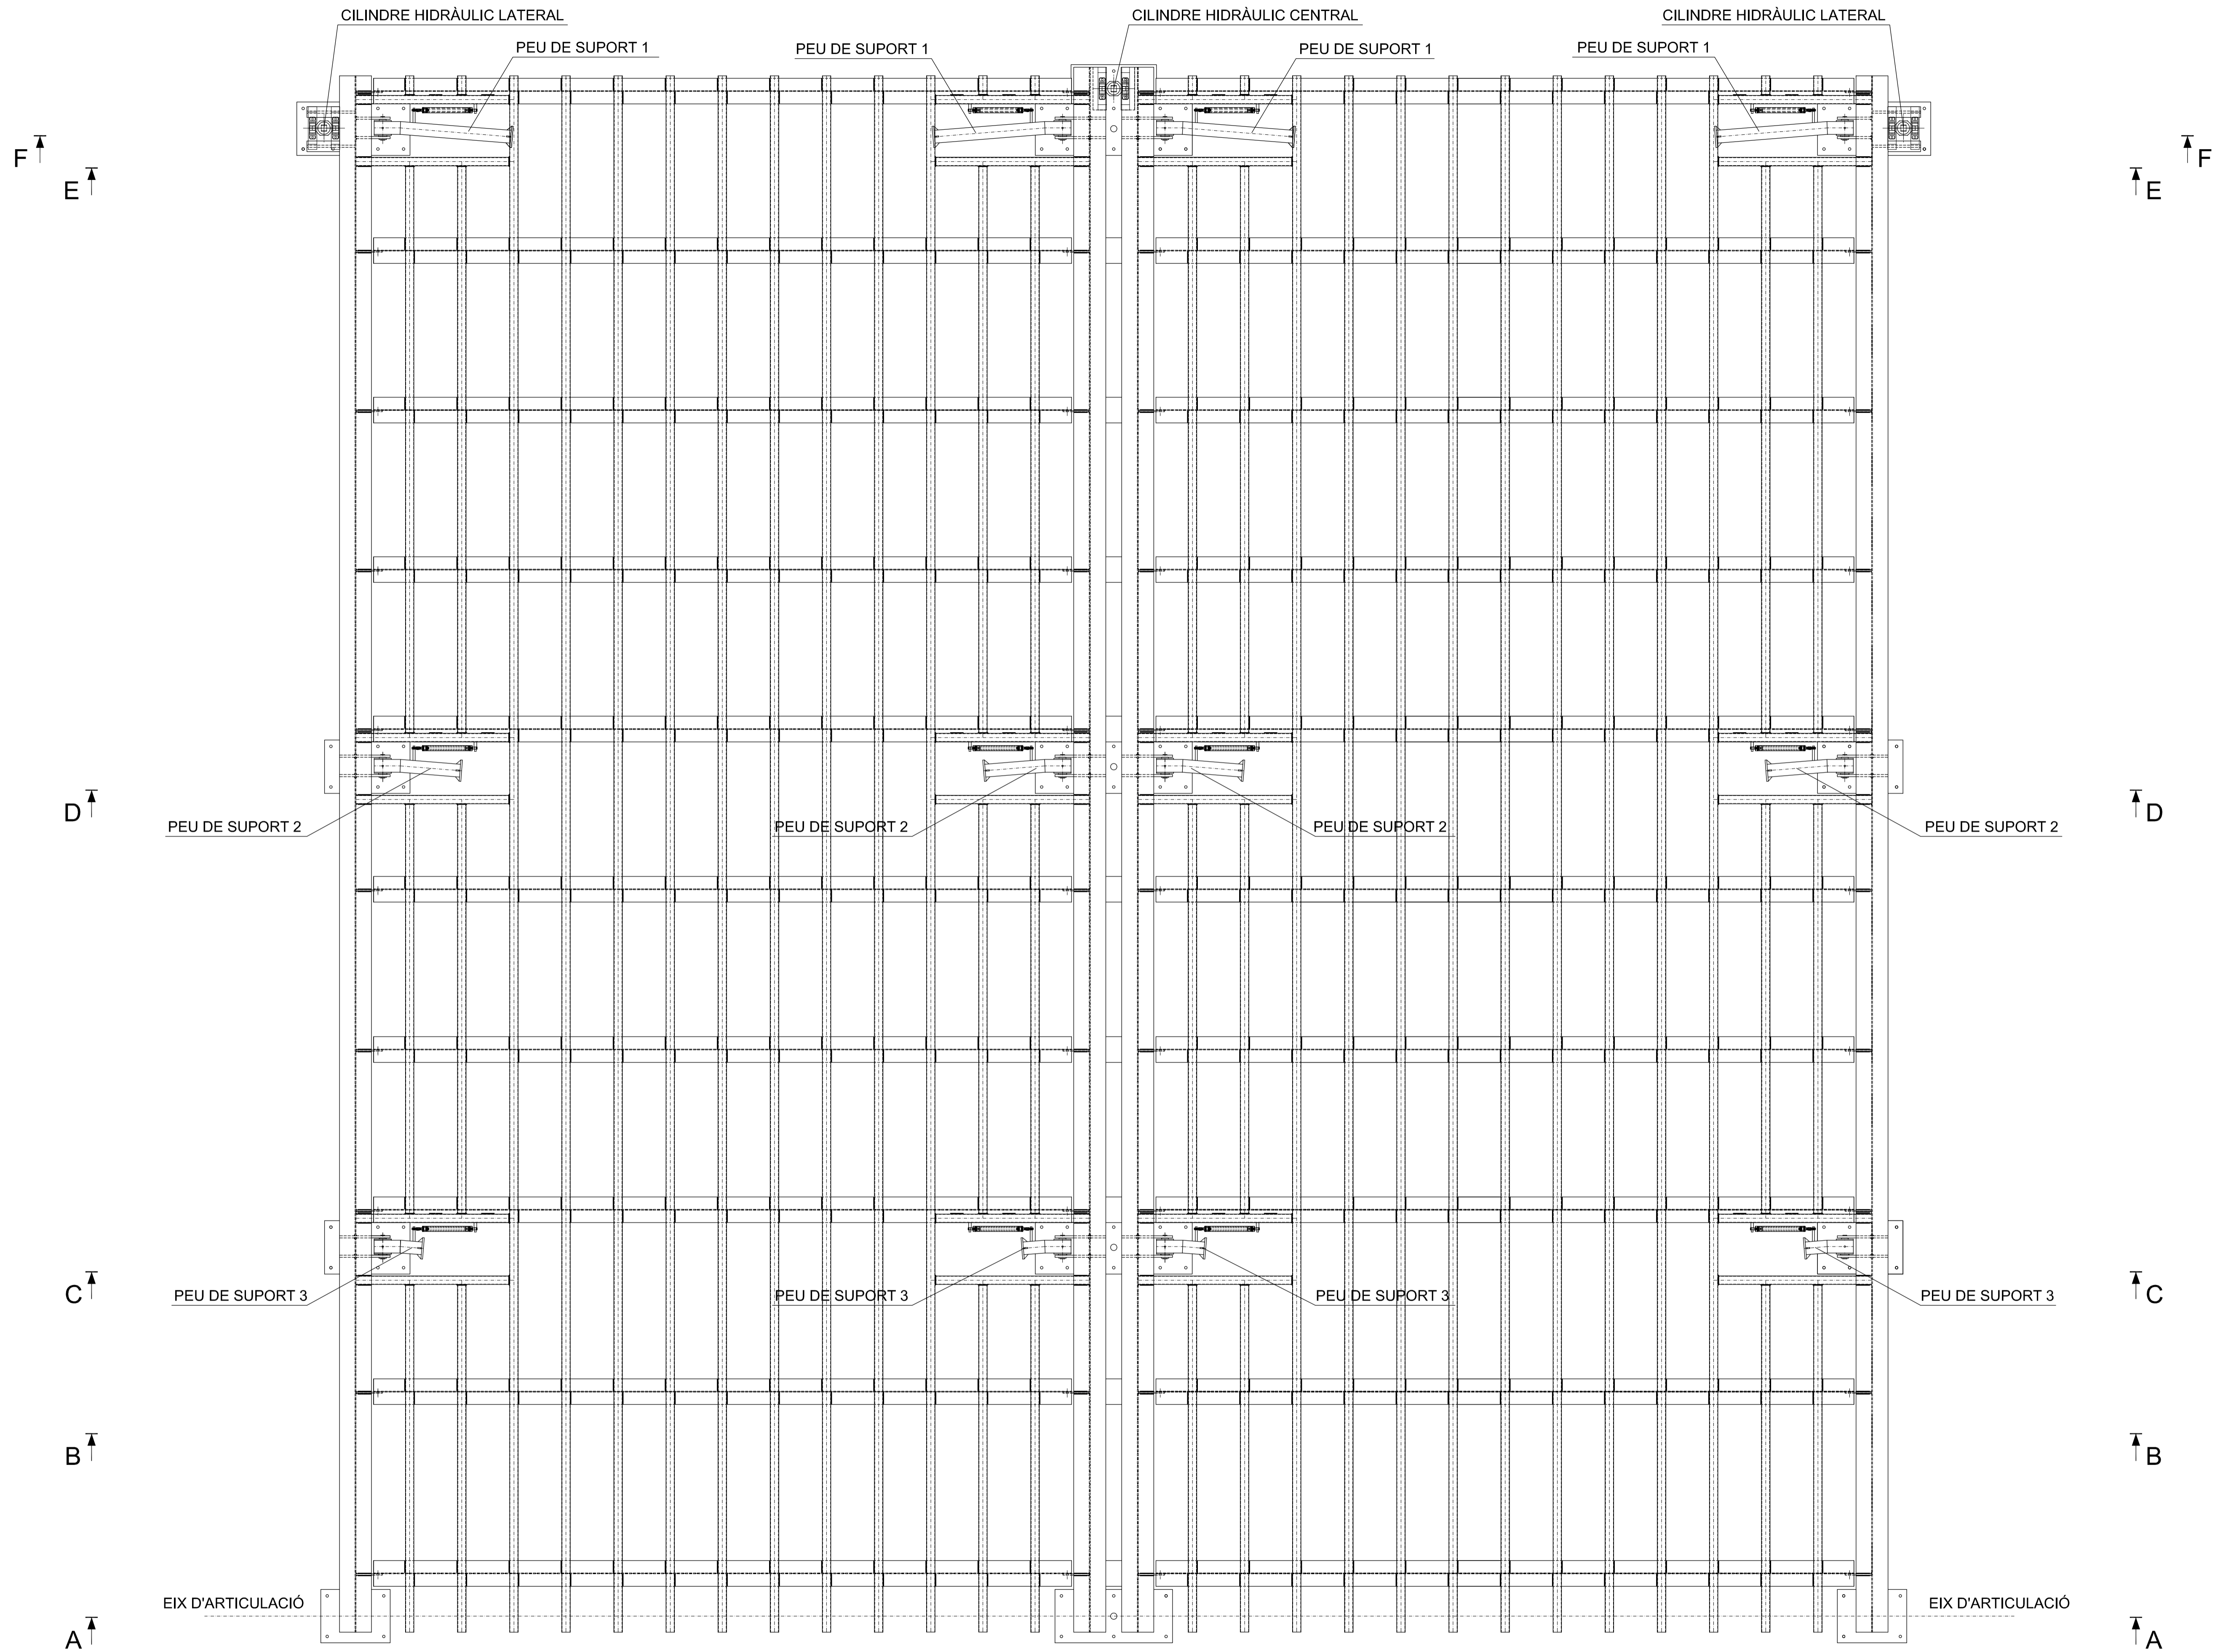 CILINDRE HIDRÀULIC LATERAL
CILINDRE HIDRÀULIC CENTRAL
CILINDRE HIDRÀULIC LATERAL
PEU DE SUPORT 1
PEU DE SUPORT 1
PEU DE SUPORT 1
PEU DE SUPORT 1
F
F
E
E
D
D
PEU DE SUPORT 2
PEU DE SUPORT 2
PEU DE SUPORT 2
PEU DE SUPORT 2
C
C
PEU DE SUPORT 3
PEU DE SUPORT 3
PEU DE SUPORT 3
PEU DE SUPORT 3
B
B
EIX D'ARTICULACIÓ
EIX D'ARTICULACIÓ
A
A